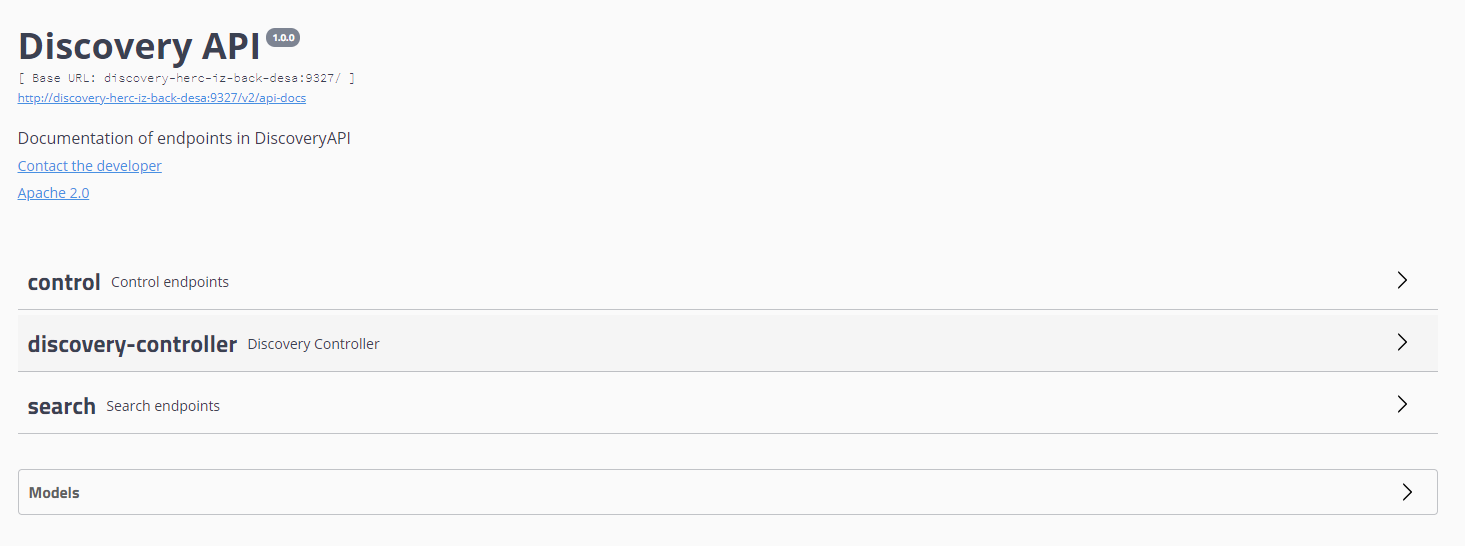 Discovery API 1.0.0
[ Base URL: discovery-herc-iz-back-desa:9327/ ]
http://discovery-herc-iz-back-desa:9327/v2/api-docs
Documentation of endpoints in DiscoveryAPI
Contact the developer
Apache 2.0
control Control endpoints
discovery-controller Discovery Controller
search Search endpoints
Models